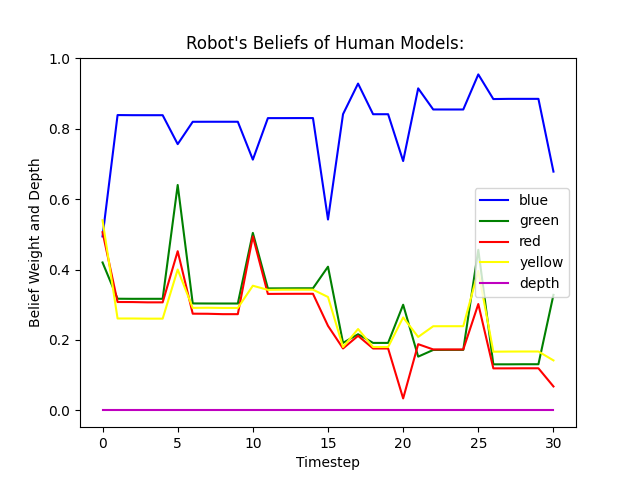 Robot's Beliefs of Human Models:
1.0
0.8
0.6
0.4
0.2
0.0
Belief Weight and Depth
blue
green
red
yellow
depth
0 5 10 15 20 25 30
Timestep